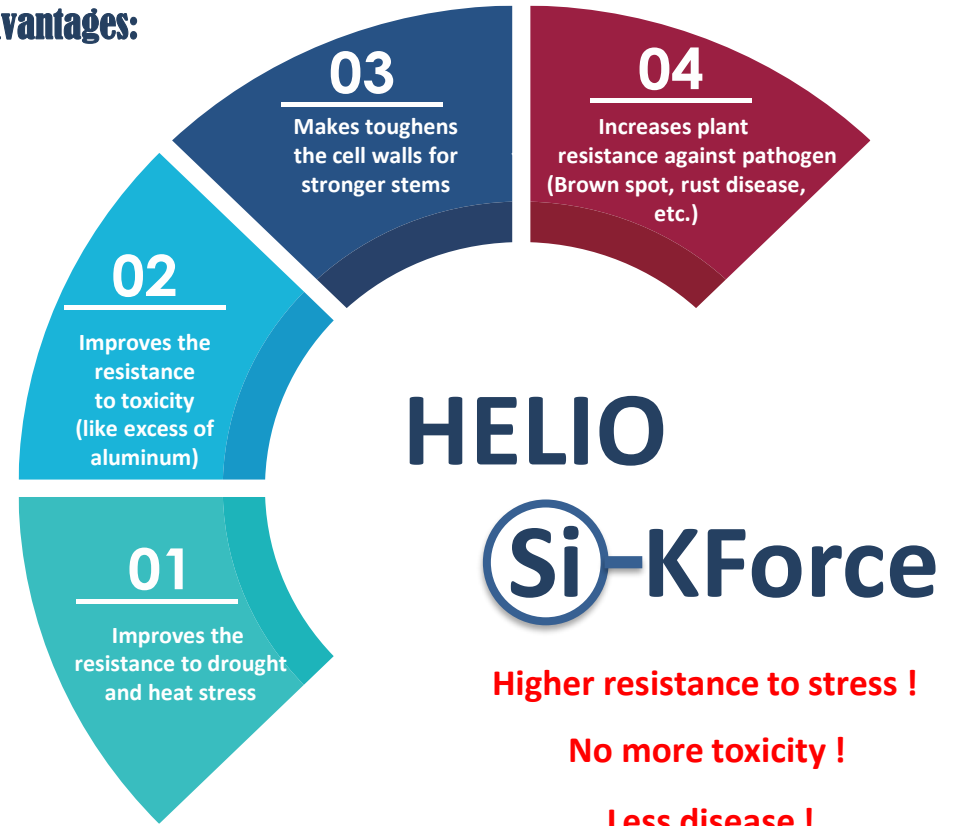 vantages:
03
Makes toughens
the cell walls for
stronger stems
04
Increases plant
resistance against pathogen
(Brown spot, rust disease,
etc.)
02
Improves the
resistance
to toxicity
(like excess of
aluminum)
HELIO
Si-KForce
01
Improves the
resistance to drought
and heat stress
Higher resistance to stress !
No more toxicity !
Less disease !